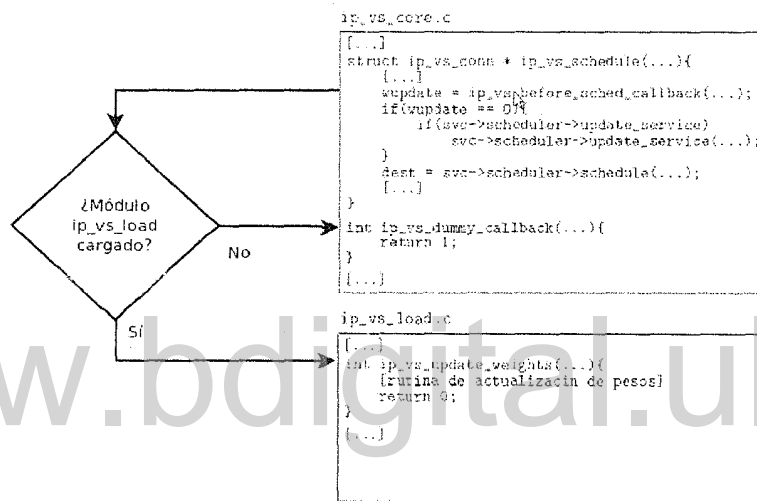 ip_vs_core.c
[...]
struct ip_vs_conn * ip_vs_schedule(...){
[...]
wupdate = ip_vs_before_sched_callback(...);
if(wupdate == 0){
if(svc->scheduler->update_service)
svc->scheduler->update_service(...);
}
dest = svc->scheduler->schedule(...);
[...]
}
int ip_vs_dummy_callback(...){
return 1;
}
[...]
¿Módulo
ip_vs_load
cargado?
No
Sí
ip_vs_load.c
[...]
int ip_vs_update_weights(...){
[rutina de actualizacin de pesos]
return 0;
}
[...]
w.bdigital.ul